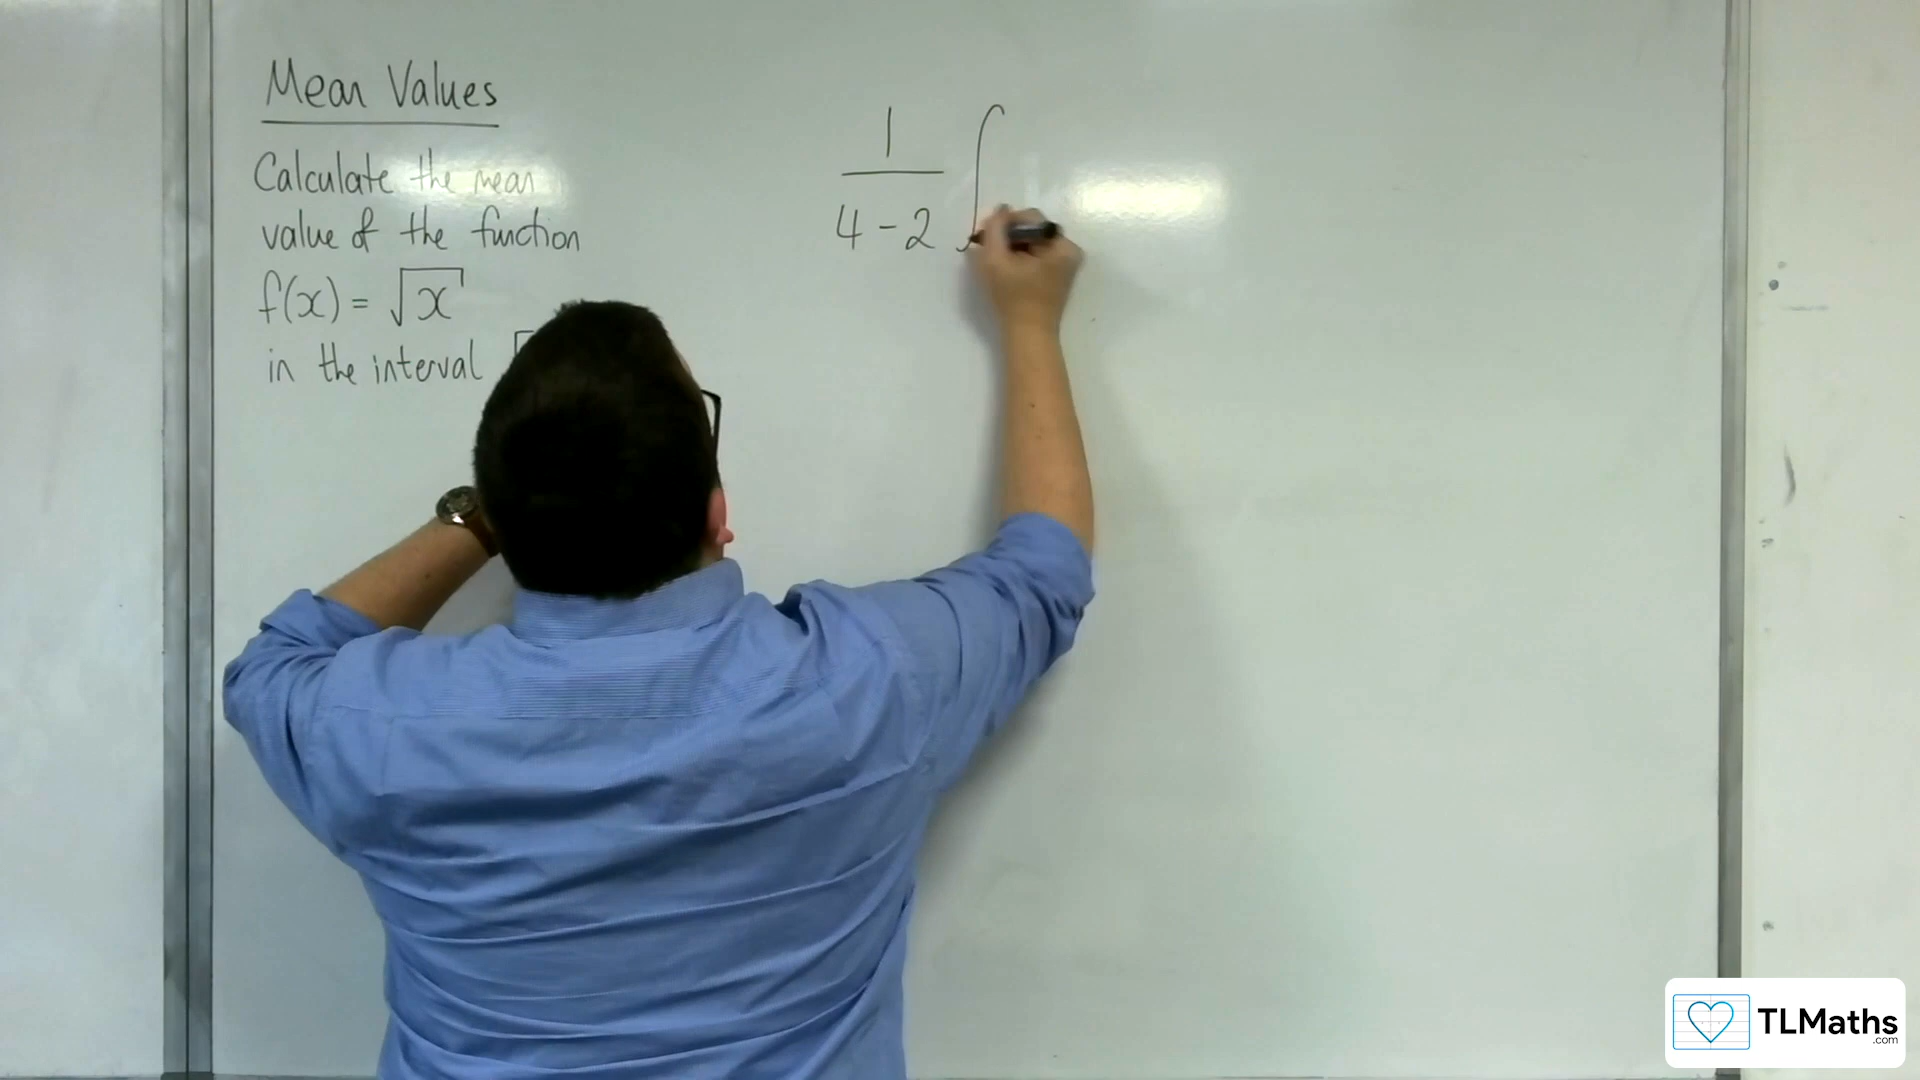 Mean Values
Calculate the mean
value of the function
f(x) = √x
in the interval [
1
4 - 2
∫
TLMaths
.com